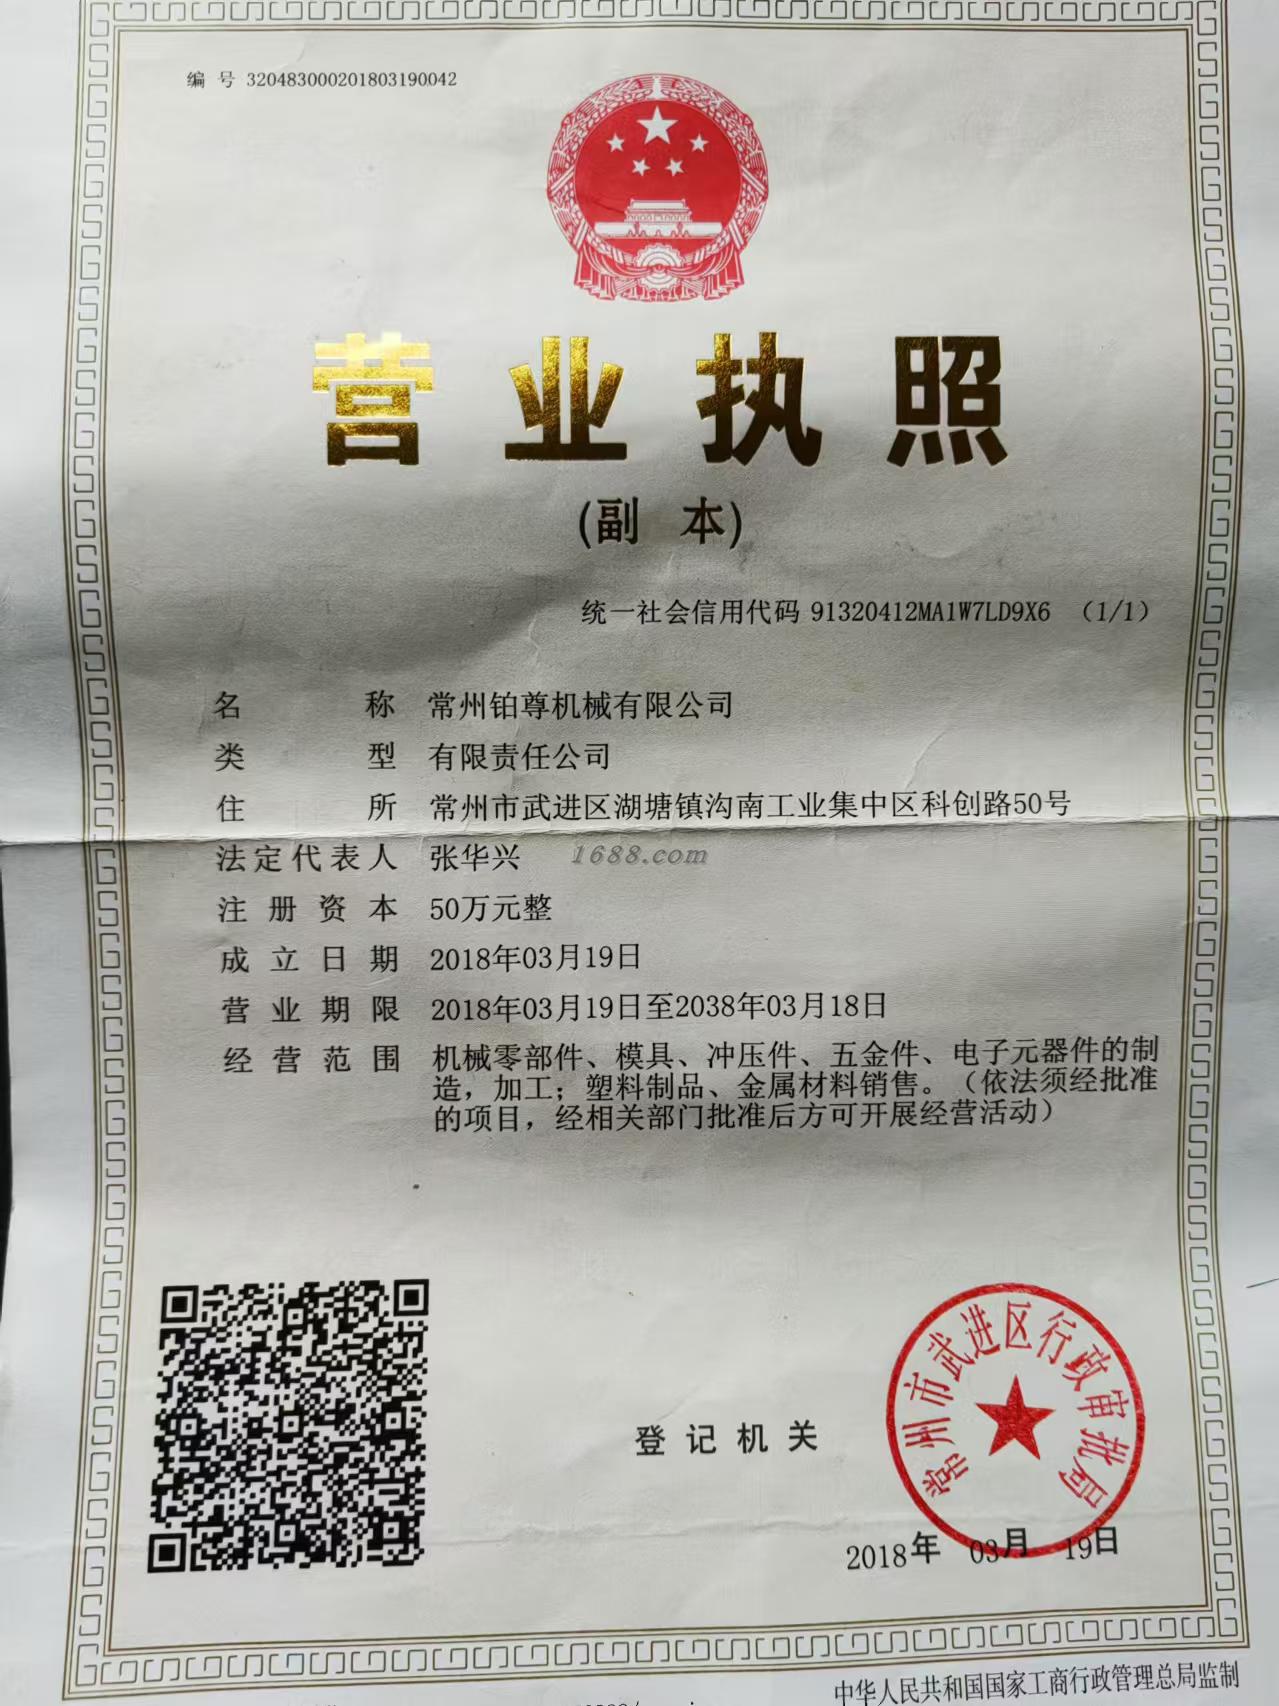 编 号 320483000201803190042
营业执照
(副 本)
统一社会信用代码 91320412MA1W7LD9X6 (1/1)
名 称 常州铂尊机械有限公司
类 型 有限责任公司
住 所 常州市武进区湖塘镇沟南工业集中区科创路50号
法定代表人 张华兴
1688.com
注 册 资 本 50万元整
成 立 日 期 2018年03月19日
营 业 期 限 2018年03月19日至2038年03月18日
经 营 范 围 机械零部件、模具、冲压件、五金件、电子元器件的制
造，加工；塑料制品、金属材料销售。（依法须经批准
的项目，经相关部门批准后方可开展经营活动）
常州市武进区行政审批局
登 记 机 关
2018年 03月 19日
中华人民共和国国家工商行政管理总局监制